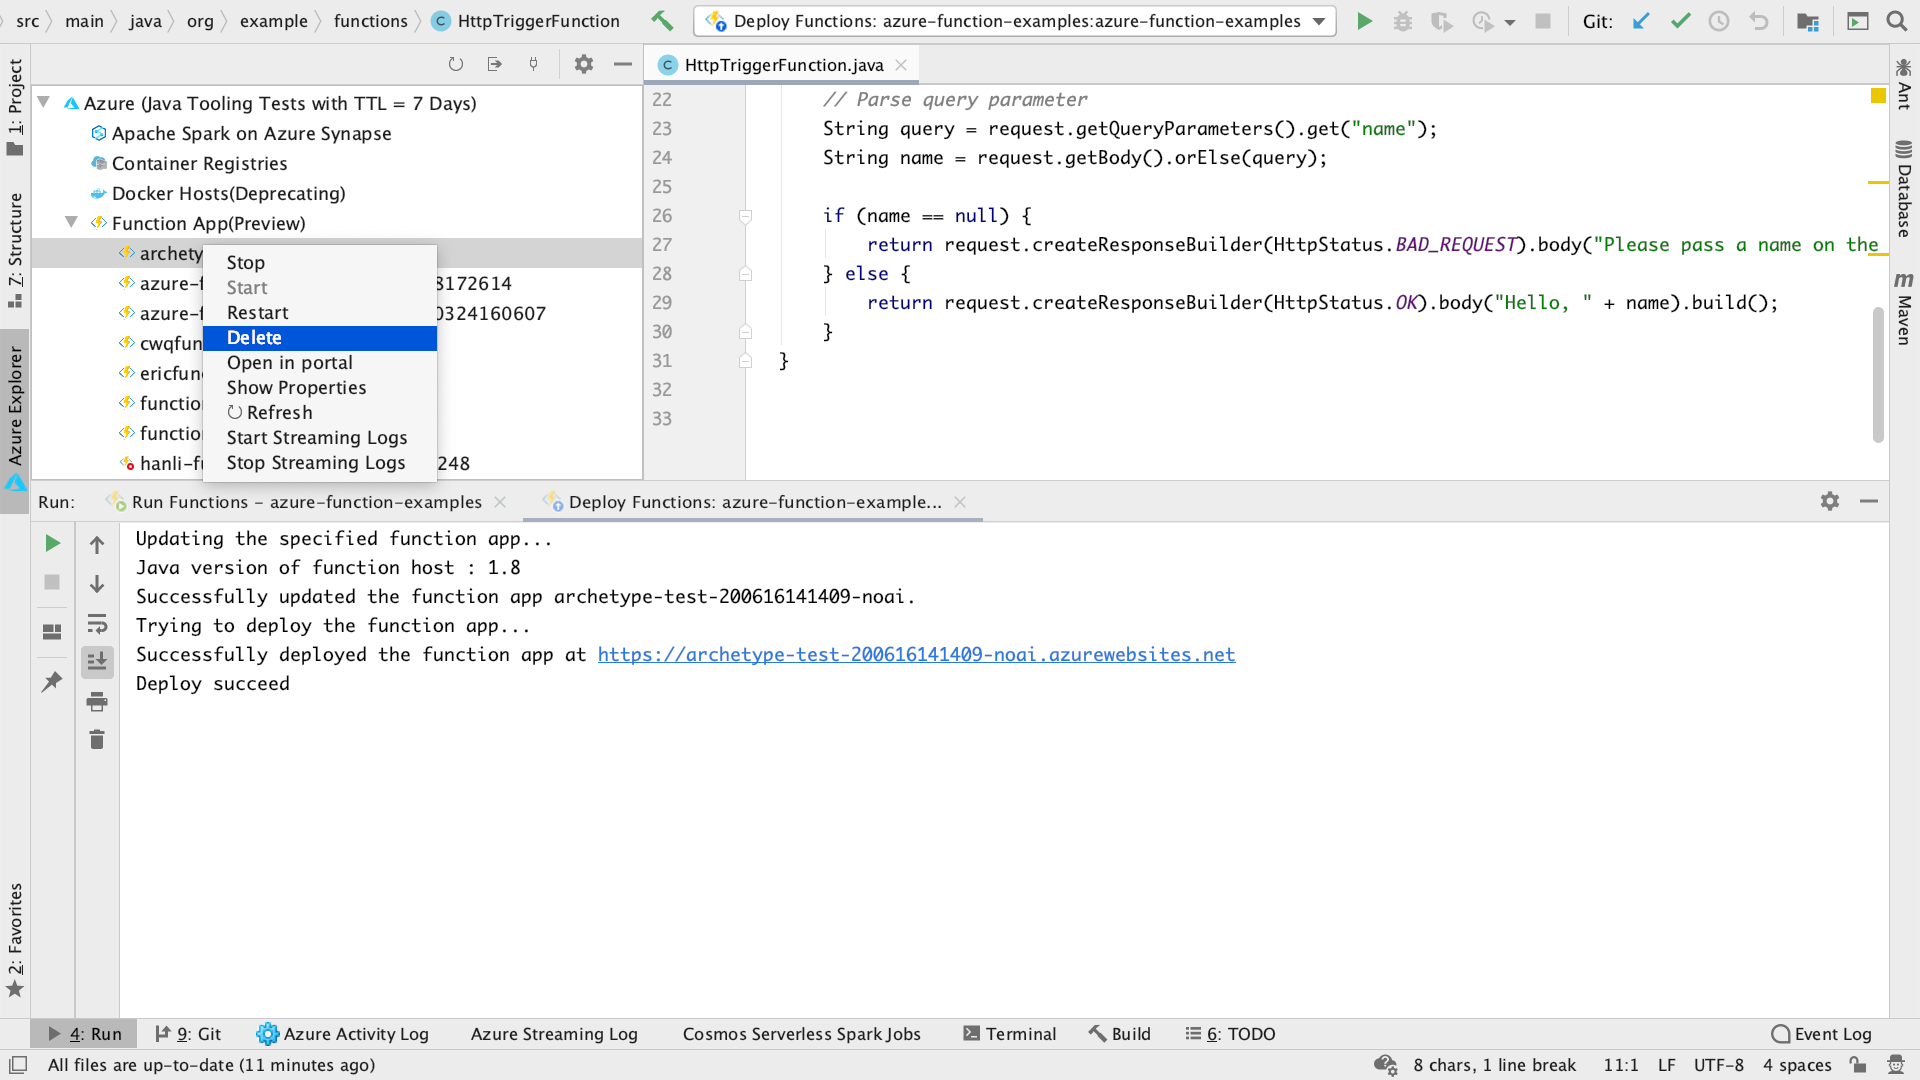 src main java org example functions HttpTriggerFunction
Deploy Functions: azure-function-examples:azure-function-examples
Git:
1: Project
Z: Structure
Azure Explorer
2: Favorites
Azure (Java Tooling Tests with TTL = 7 Days)
Apache Spark on Azure Synapse
Container Registries
Docker Hosts(Deprecating)
Function App(Preview)
archety
azure-f 8172614
azure-f 0324160607
cwqfun
ericfun
functio
functio
hanli-fu 248
Stop
Start
Restart
Delete
Open in portal
Show Properties
Refresh
Start Streaming Logs
Stop Streaming Logs
HttpTriggerFunction.java
22 // Parse query parameter
23 String query = request.getQueryParameters().get("name");
24 String name = request.getBody().orElse(query);
25
26 if (name == null) {
27 return request.createResponseBuilder(HttpStatus.BAD_REQUEST).body("Please pass a name on the
28 } else {
29 return request.createResponseBuilder(HttpStatus.OK).body("Hello, " + name).build();
30 }
31 }
32
33
Ant
Database
Maven
Run: Run Functions - azure-function-examples Deploy Functions: azure-function-example...
Updating the specified function app...
Java version of function host : 1.8
Successfully updated the function app archetype-test-200616141409-noai.
Trying to deploy the function app...
Successfully deployed the function app at https://archetype-test-200616141409-noai.azurewebsites.net
Deploy succeed
4: Run 9: Git Azure Activity Log Azure Streaming Log Cosmos Serverless Spark Jobs Terminal Build 6: TODO Event Log
All files are up-to-date (11 minutes ago) 8 chars, 1 line break 11:1 LF UTF-8 4 spaces